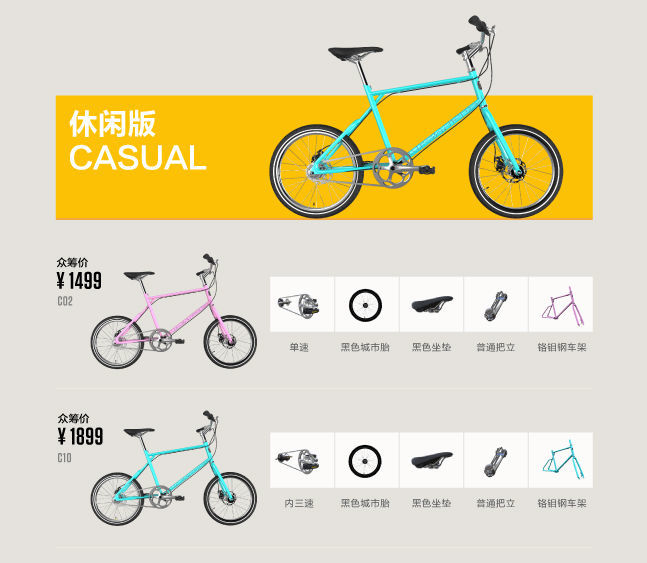 休闲版
CASUAL
众筹价
¥1499
C02
单速
黑色城市胎
黑色坐垫
普通把立
铬钼钢车架
众筹价
¥1899
C10
内三速
黑色城市胎
黑色坐垫
普通把立
铬钼钢车架